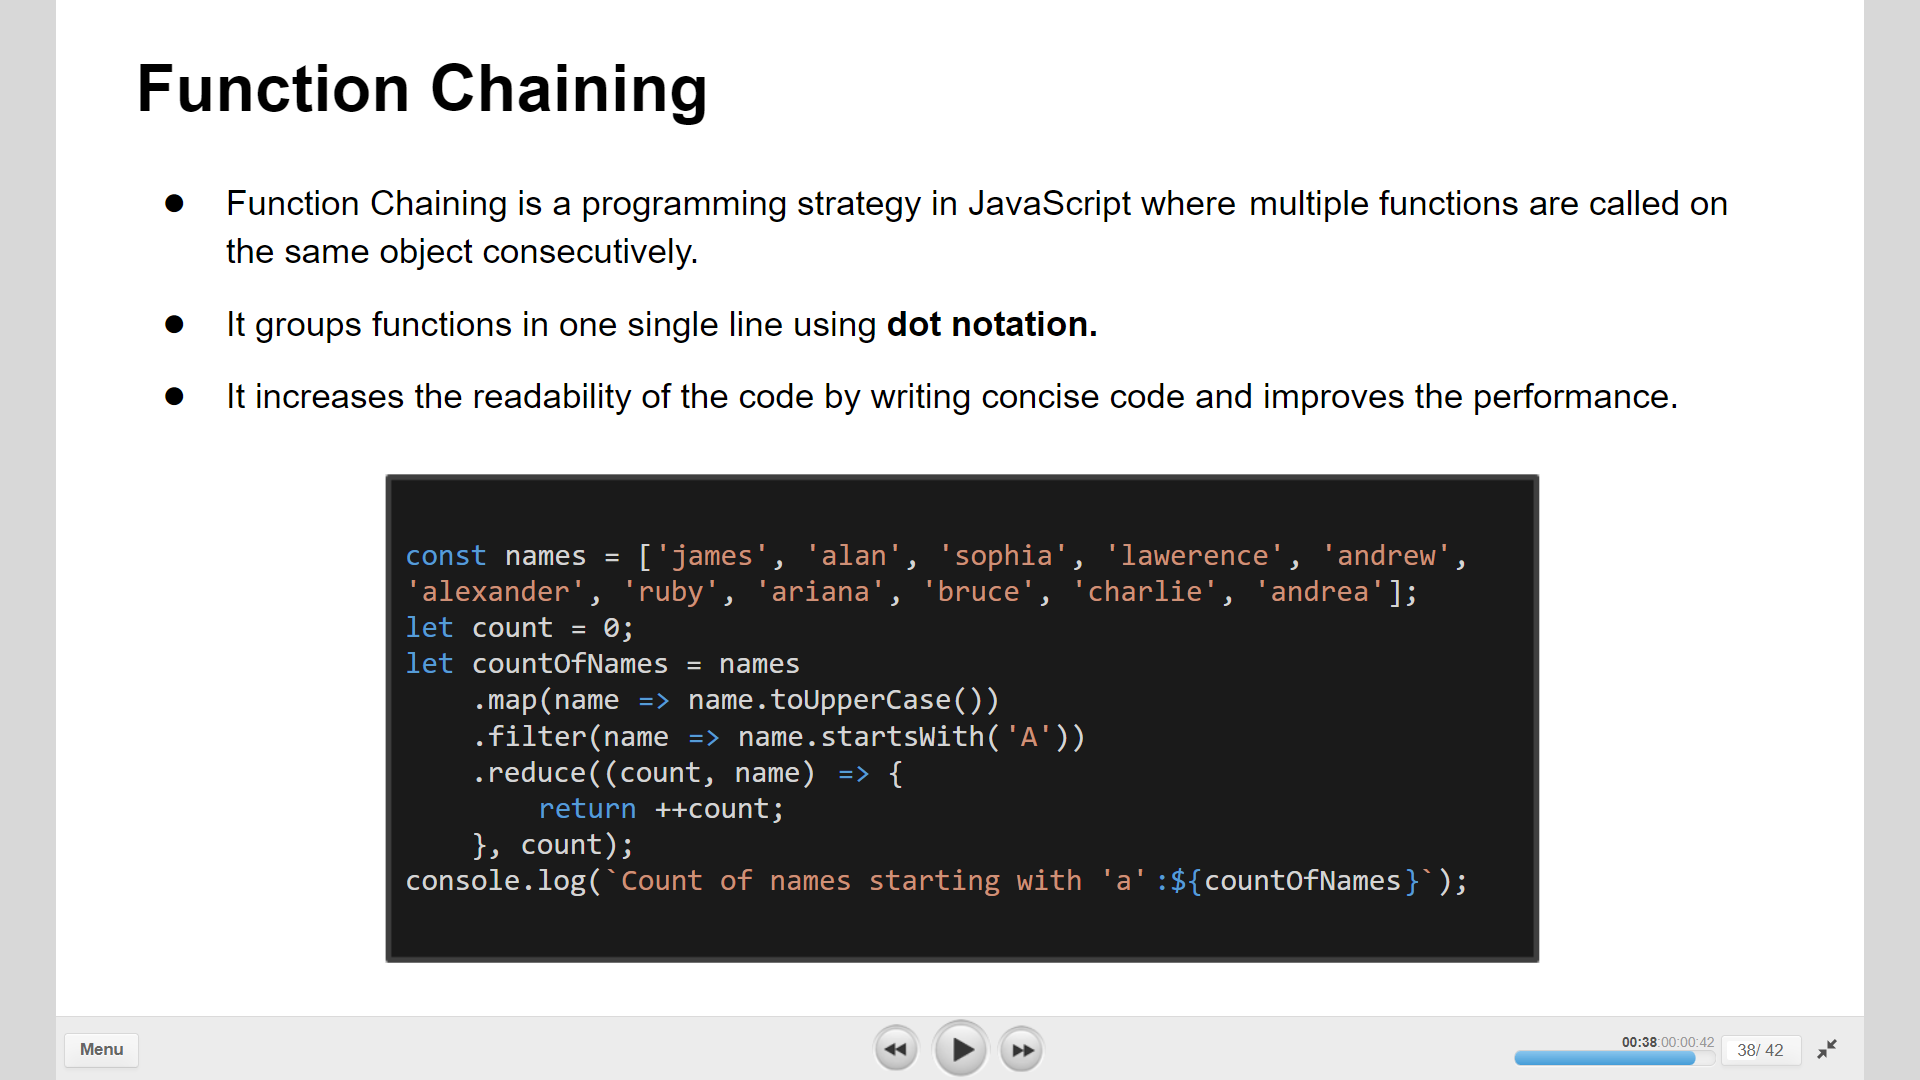 Function Chaining
● Function Chaining is a programming strategy in JavaScript where multiple functions are called on
the same object consecutively.
● It groups functions in one single line using dot notation.
● It increases the readability of the code by writing concise code and improves the performance.
const names = ['james', 'alan', 'sophia', 'lawerence', 'andrew',
'alexander', 'ruby', 'ariana', 'bruce', 'charlie', 'andrea'];
let count = 0;
let countOfNames = names
    .map(name => name.toUpperCase())
    .filter(name => name.startsWith('A'))
    .reduce((count, name) => {
        return ++count;
    }, count);
console.log(`Count of names starting with 'a':${countOfNames}`);
Menu
00:38:00:00:42
38/ 42